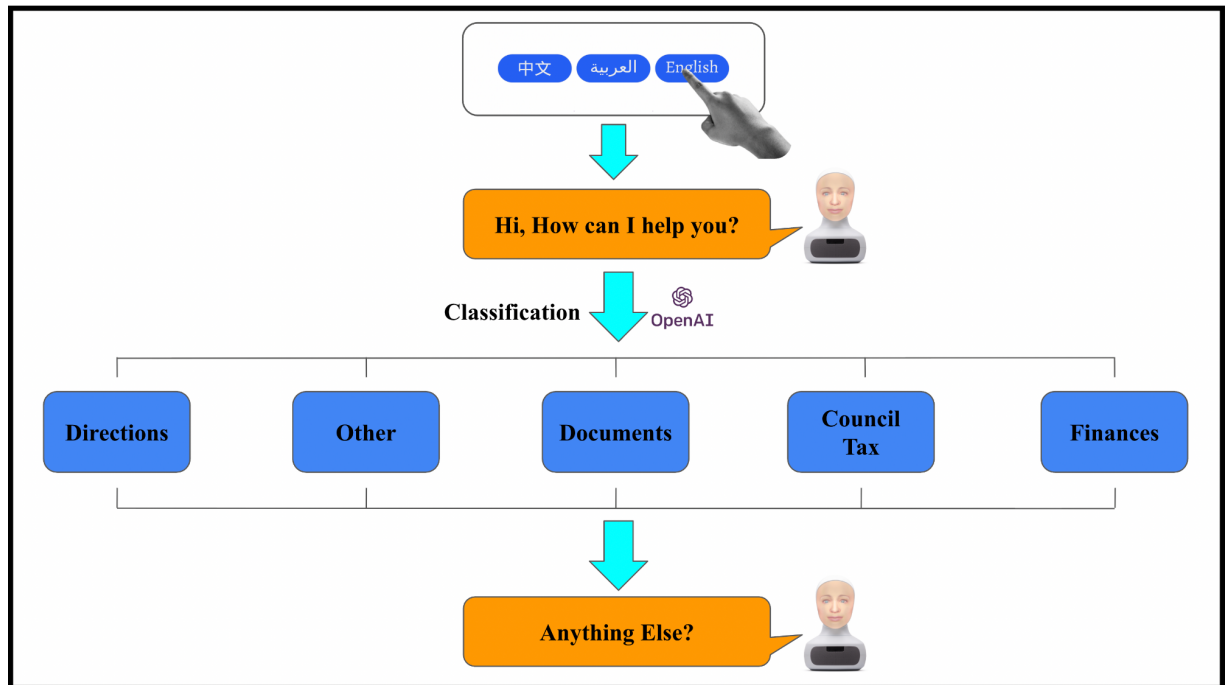 中文 العربية English
Hi, How can I help you?
Classification
OpenAI
Directions
Other
Documents
Council
Tax
Finances
Anything Else?